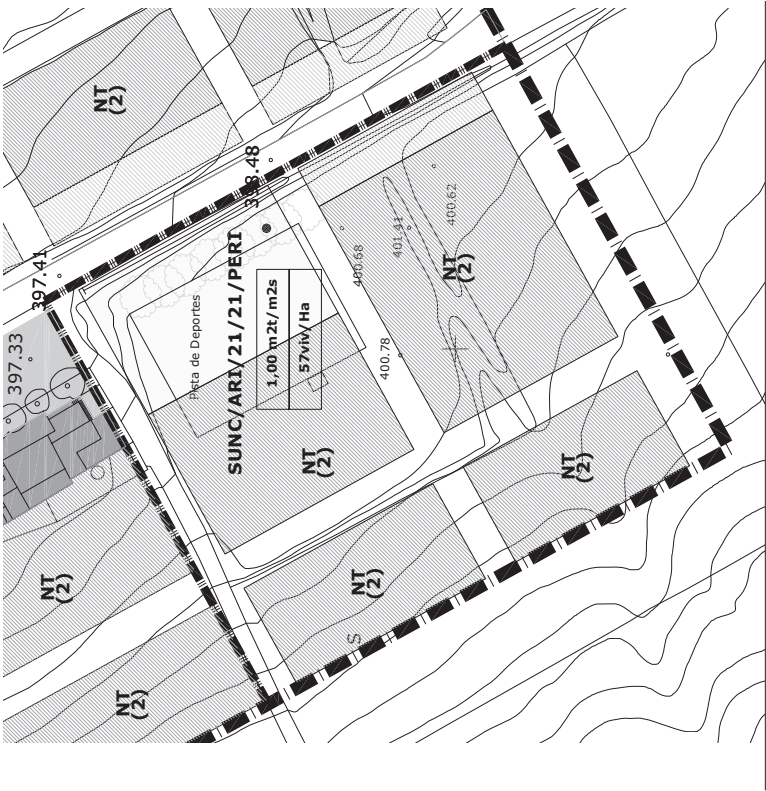 NT
(2)
398.48
397.41
397.33
Pista de Deportes
SUNC/ARI/21/21/PERI
1,00 m2t/m2s
57viv/Ha
400.68
401.41
400.62
400.78
NT
(2)
NT
(2)
NT
(2)
NT
(2)
NT
(2)
NT
(2)
S